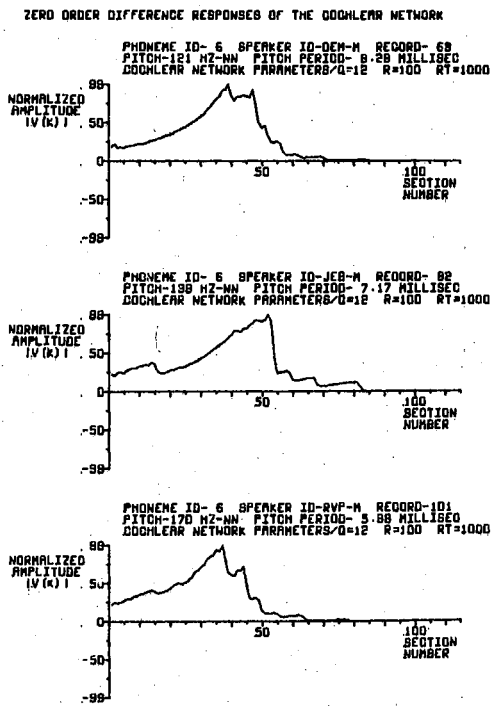 ZERO ORDER DIFFERENCE RESPONSES OF THE COCHLEAR NETWORK
PHONEME ID- 6 SPEAKER ID-DEM-M RECORD- 69
PITCH-121 HZ-NN PITCH PERIOD- 8.29 MILLISEC
COCHLEAR NETWORK PARAMETERS/Q=12 R=100 RT=1000
.99
NORMALIZED
AMPLITUDE
|V(K)|
.50
0
.50
.100
SECTION
NUMBER
.-50
.-99
PHONEME ID- 6 SPEAKER ID-JEB-M RECORD- 92
PITCH-139 HZ-NN PITCH PERIOD- 7.17 MILLISEC
COCHLEAR NETWORK PARAMETERS/Q=12 R=100 RT=1000
.99
NORMALIZED
AMPLITUDE
|V(K)|
.50
0
.50
.100
SECTION
NUMBER
.-50
.-99
PHONEME ID- 6 SPEAKER ID-RVP-M RECORD-101
PITCH-170 HZ-NN PITCH PERIOD- 5.88 MILLISEC
COCHLEAR NETWORK PARAMETERS/Q=12 R=100 RT=1000
.99
NORMALIZED
AMPLITUDE
|V(K)|
.50
0
.50
.100
SECTION
NUMBER
.-50
.-99